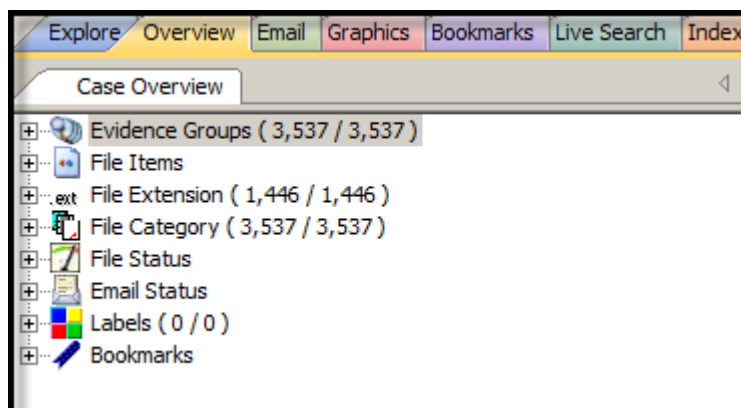 Explore Overview Email Graphics Bookmarks Live Search Index
Case Overview
Evidence Groups ( 3,537 / 3,537 )
File Items
.ext File Extension ( 1,446 / 1,446 )
File Category ( 3,537 / 3,537 )
File Status
Email Status
Labels ( 0 / 0 )
Bookmarks